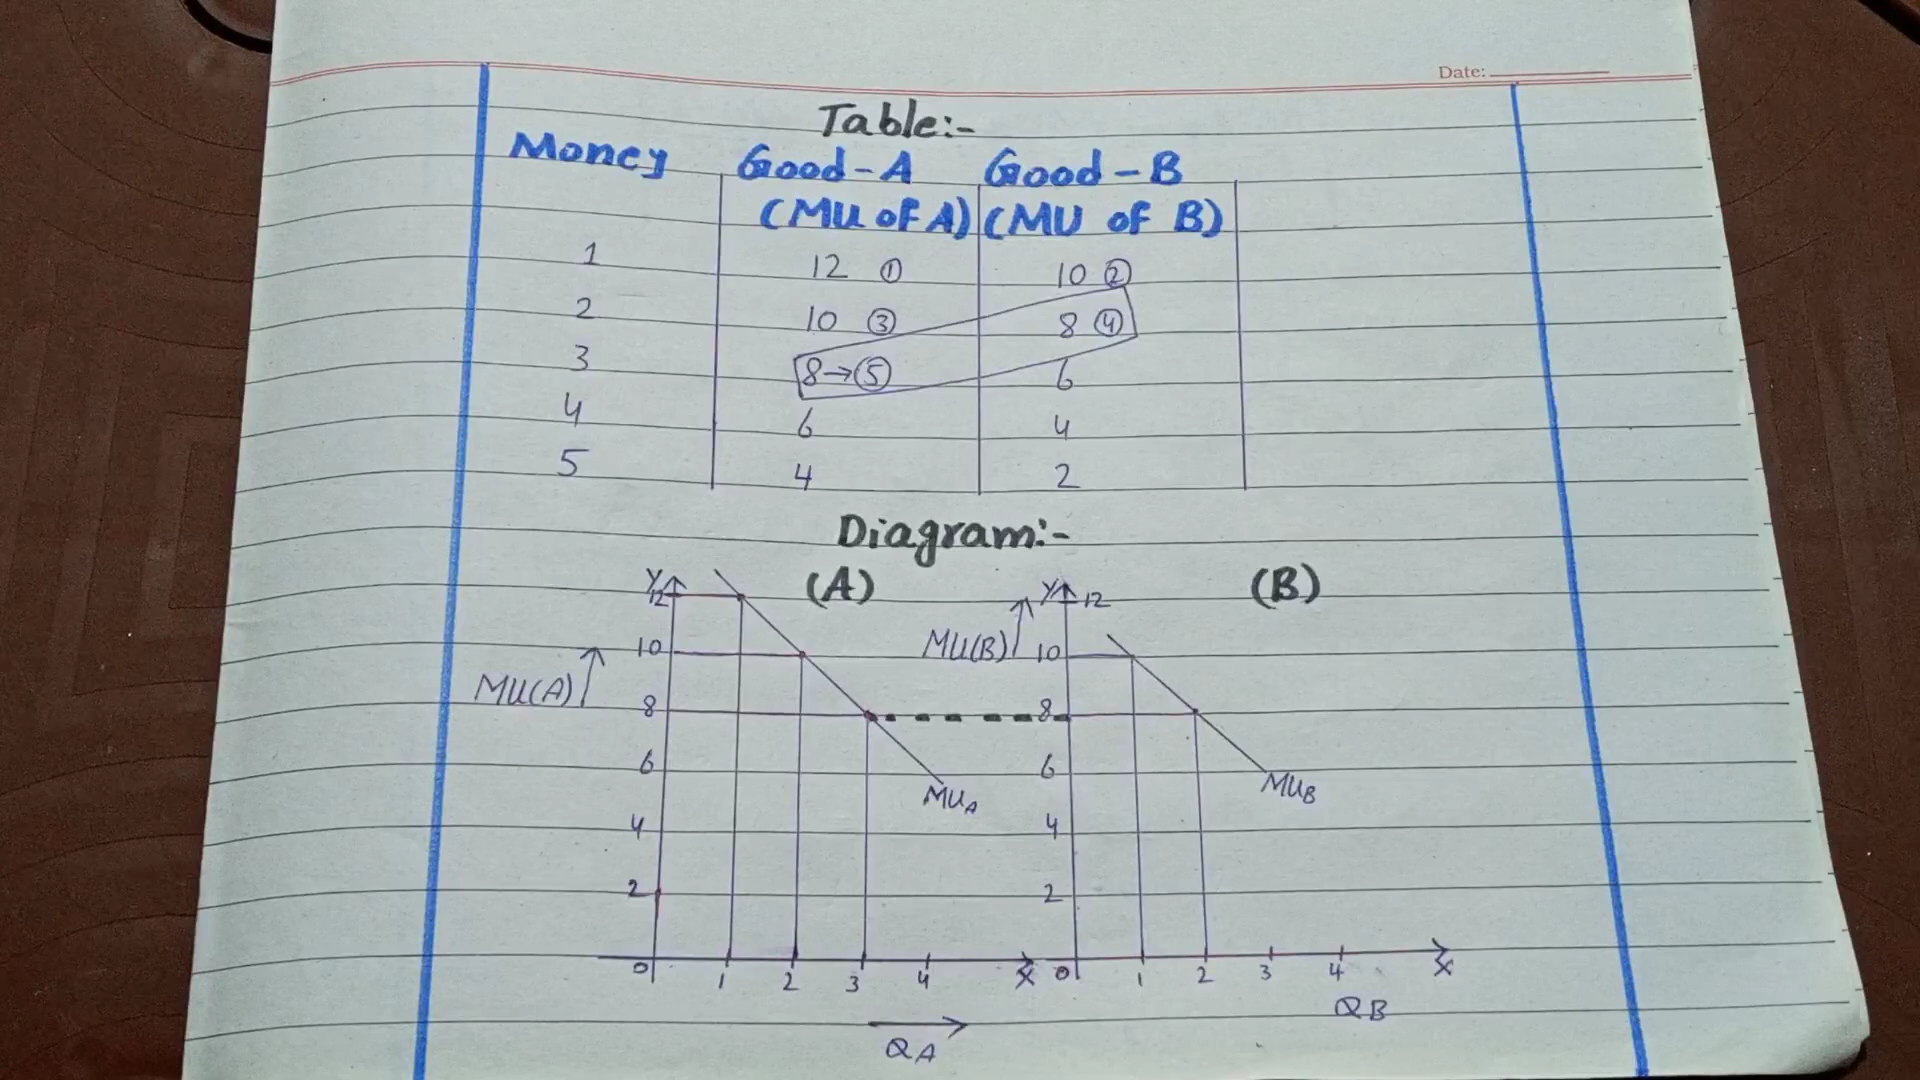 Date:
Table:-
Money Good-A Good-B
(MU of A) (MU of B)
1 12 ① 10 ②
2 10 ③ 8 ④
3 8→⑤ 6
4 6 4
5 4 2
Diagram:-
Y (A) Y (B)
12 12
10 MU(B) 10
MU(A)
8 8
6 6
MUA MUB
4 4
2 2
0 1 2 3 4 X 0 1 2 3 4 X
QB
QA